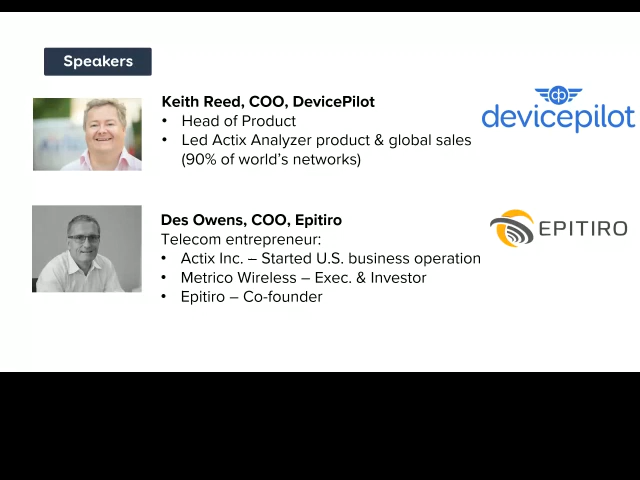 Speakers
Keith Reed, COO, DevicePilot
• Head of Product
• Led Actix Analyzer product & global sales
(90% of world's networks)
dp
devicepilot
Des Owens, COO, Epitiro
Telecom entrepreneur:
• Actix Inc. – Started U.S. business operation
• Metrico Wireless – Exec. & Investor
• Epitiro – Co-founder
EPITIRO